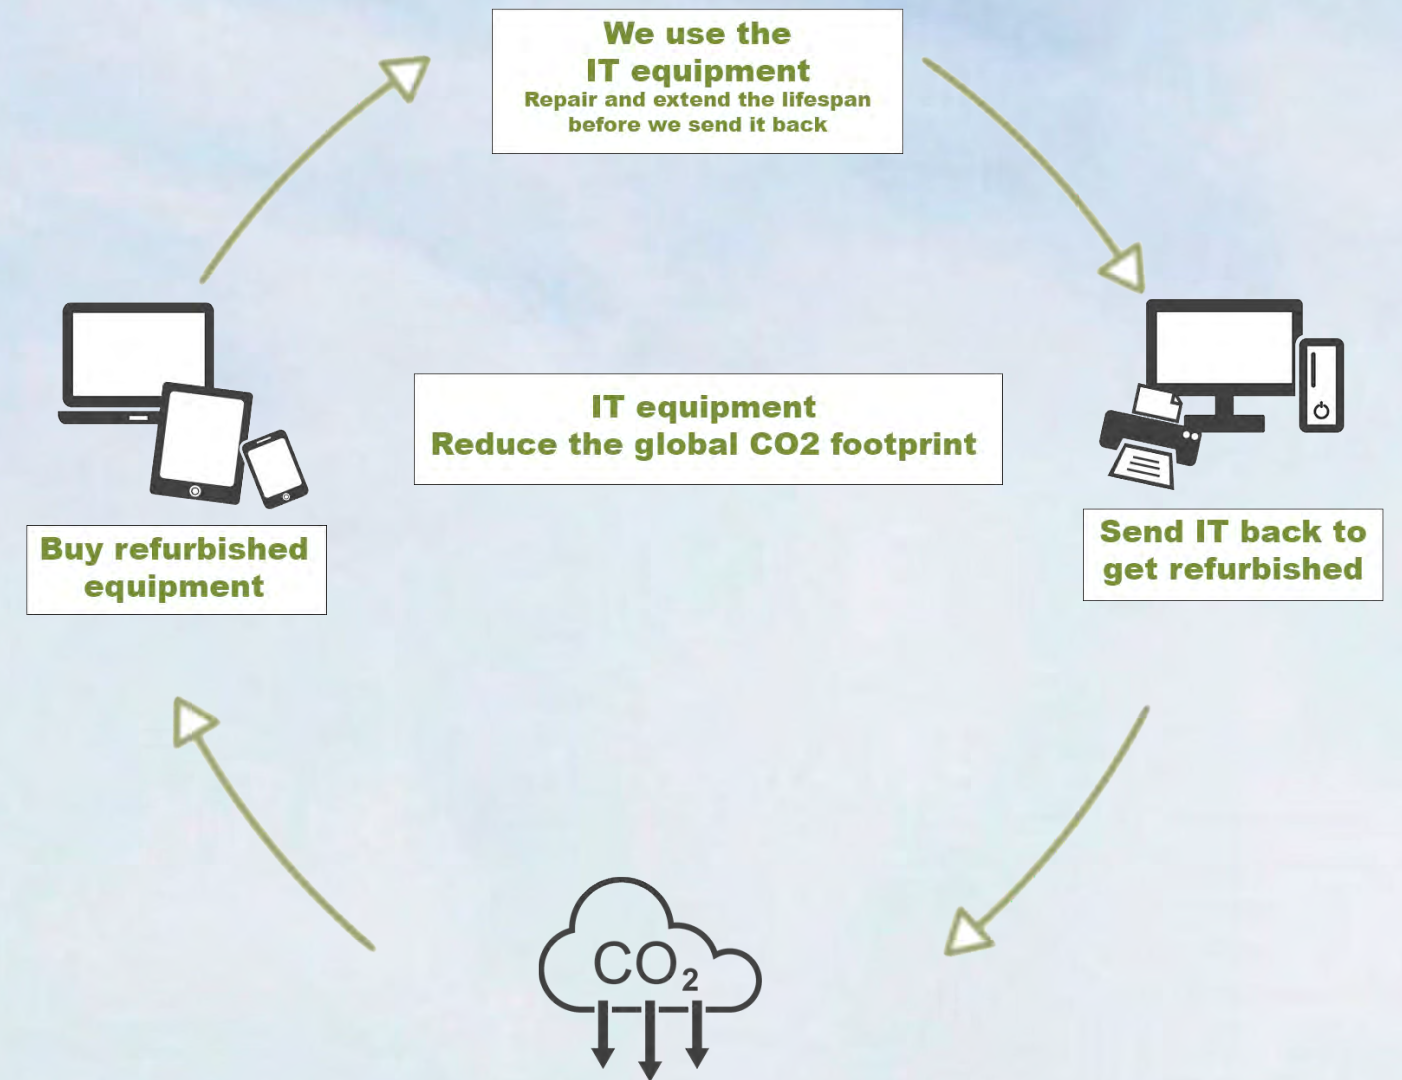 We use the
IT equipment
Repair and extend the lifespan
before we send it back
IT equipment
Reduce the global CO2 footprint
Buy refurbished
equipment
Send IT back to
get refurbished
CO₂